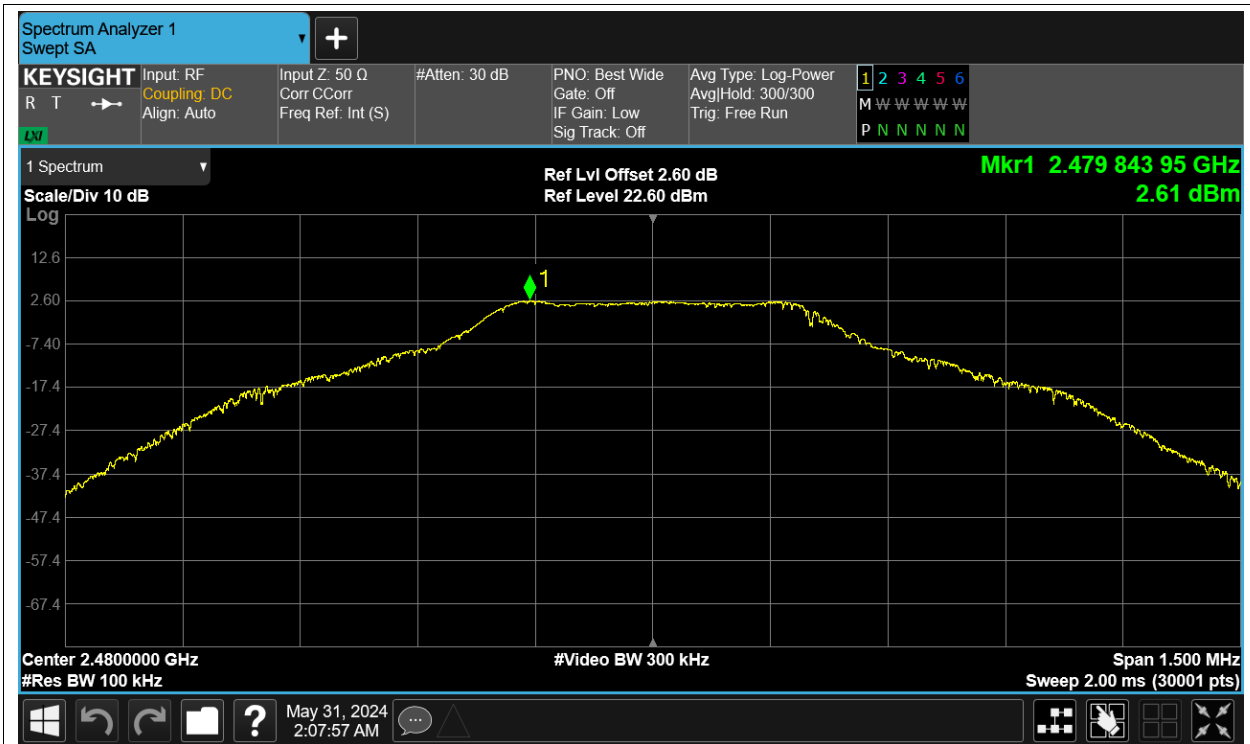 Spectrum Analyzer 1
Swept SA
KEYSIGHT
R T
LXI
Input: RF
Coupling: DC
Align: Auto
Input Z: 50 Ω
Corr CCorr
Freq Ref: Int (S)
#Atten: 30 dB
PNO: Best Wide
Gate: Off
IF Gain: Low
Sig Track: Off
Avg Type: Log-Power
Avg|Hold: 300/300
Trig: Free Run
1 2 3 4 5 6
M W W W W W
P N N N N N
1 Spectrum
Scale/Div 10 dB
Ref Lvl Offset 2.60 dB
Ref Level 22.60 dBm
Mkr1 2.479 843 95 GHz
2.61 dBm
Log
12.6
2.60
-7.40
-17.4
-27.4
-37.4
-47.4
-57.4
-67.4
1
Center 2.4800000 GHz
#Res BW 100 kHz
#Video BW 300 kHz
Span 1.500 MHz
Sweep 2.00 ms (30001 pts)
?
May 31, 2024
2:07:57 AM